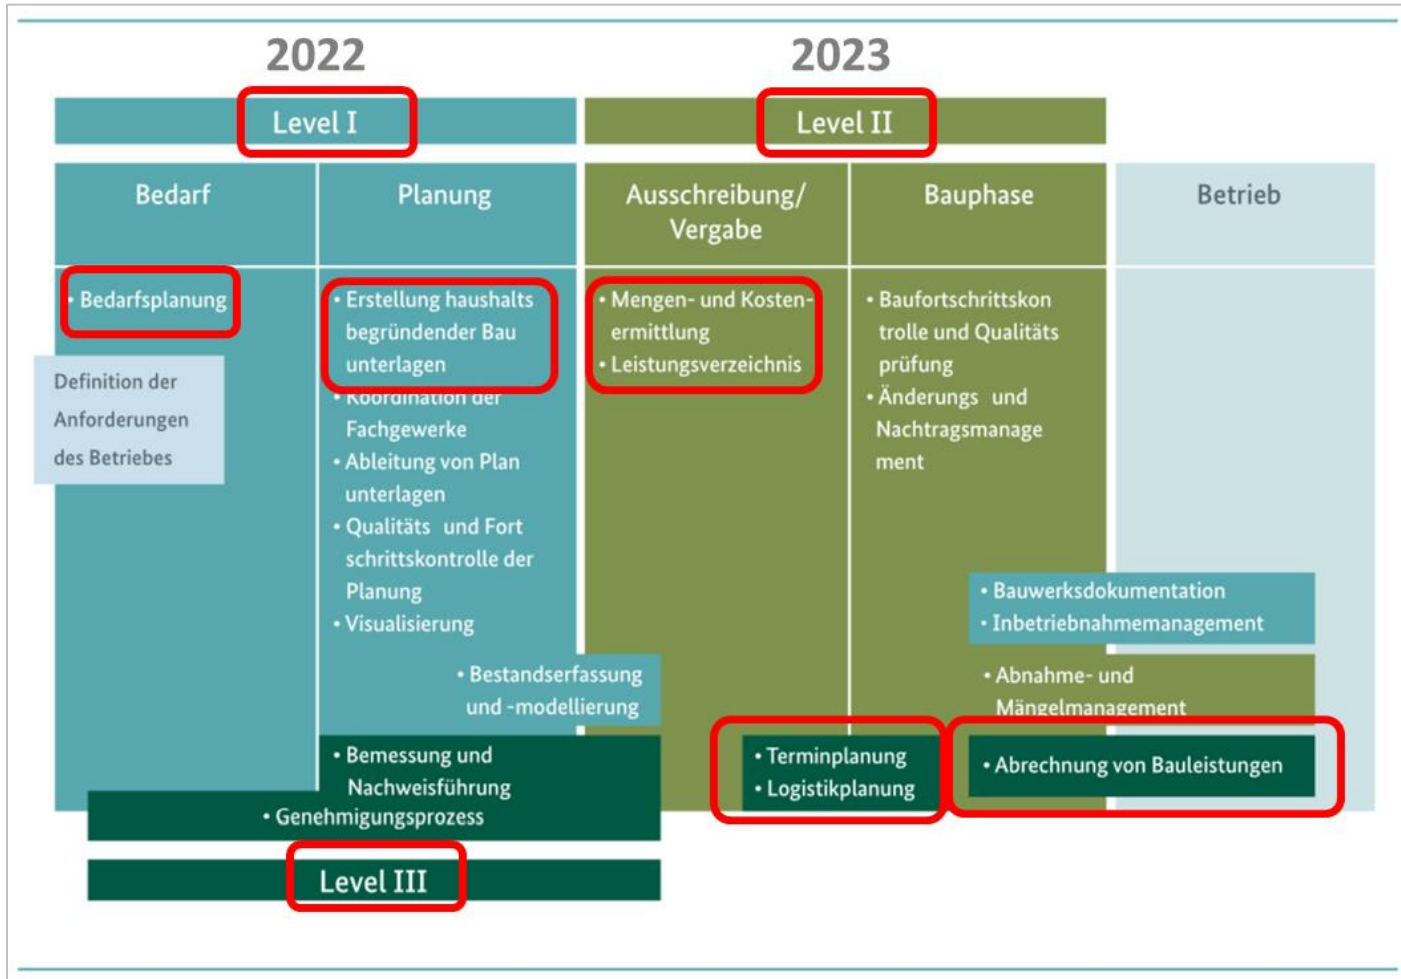 2022
2023
Level I
Level II
Bedarf
Planung
Ausschreibung/
Vergabe
Bauphase
Betrieb
• Bedarfsplanung
Definition der
Anforderungen
des Betriebes
• Erstellung haushalts
begründender Bau
unterlagen
• Koordination der
Fachgewerke
• Ableitung von Plan
unterlagen
• Qualitäts und Fort
schrittskontrolle der
Planung
• Visualisierung
• Bestandserfassung
und -modellierung
• Bemessung und
Nachweisführung
• Genehmigungsprozess
Level III
• Mengen- und Kosten-
ermittlung
• Leistungsverzeichnis
• Terminplanung
• Logistikplanung
• Baufortschrittskon
trolle und Qualitäts
prüfung
• Änderungs und
Nachtragsmanage
ment
• Bauwerksdokumentation
• Inbetriebnahmemanagement
• Abnahme- und
Mängelmanagement
• Abrechnung von Bauleistungen